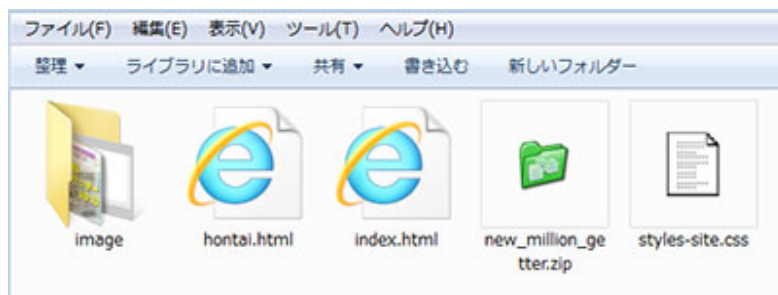 ファイル(F) 編集(E) 表示(V) ツール(T) ヘルプ(H)
整理 ▼ ライブラリに追加 ▼ 共有 ▼ 書き込む 新しいフォルダー
image hontai.html index.html new_million_ge styles-site.css
tter.zip